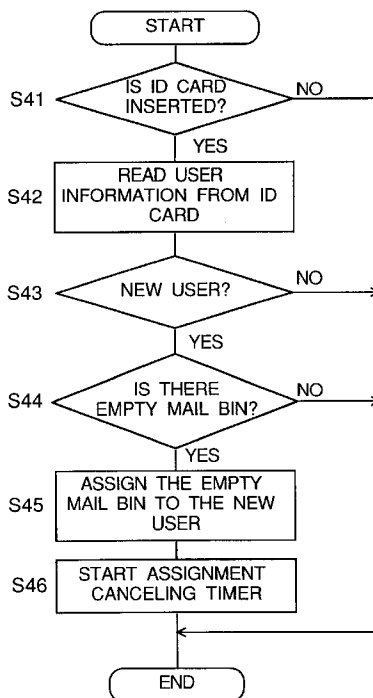 START
IS ID CARD
INSERTED?
NO
S41
YES
READ USER
INFORMATION FROM ID
CARD
S42
NO
NEW USER?
S43
YES
IS THERE
EMPTY MAIL BIN?
NO
S44
YES
ASSIGN THE EMPTY
MAIL BIN TO THE NEW
USER
S45
START ASSIGNMENT
CANCELING TIMER
S46
END